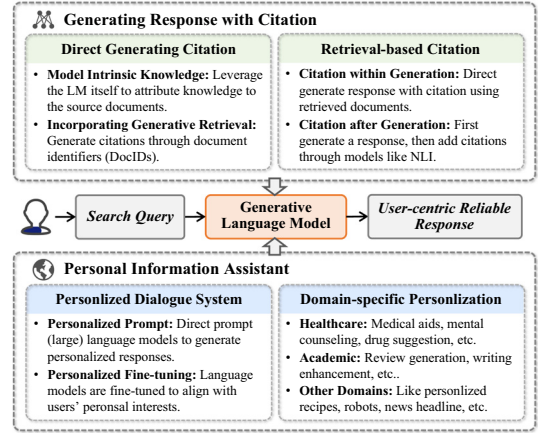 Generating Response with Citation
Direct Generating Citation
• Model Intrinsic Knowledge: Leverage
the LM itself to attribute knowledge to
the source documents.
• Incorporating Generative Retrieval:
Generate citations through document
identifiers (DocIDs).
Retrieval-based Citation
• Citation within Generation: Direct
generate response with citation using
retrieved documents.
• Citation after Generation: First
generate a response, then add citations
through models like NLI.
Search Query
Generative
Language Model
User-centric Reliable
Response
Personal Information Assistant
Personlized Dialogue System
• Personalized Prompt: Direct prompt
(large) language models to generate
personalized responses.
• Personalized Fine-tuning: Language
models are fine-tuned to align with
users' peronsal interests.
Domain-specific Personlization
• Healthcare: Medical aids, mental
counseling, drug suggestion, etc.
• Academic: Review generation, writing
enhancement, etc..
• Other Domains: Like personlized
recipes, robots, news headline, etc.